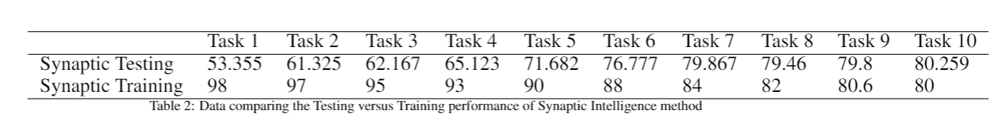 Task 1 Task 2 Task 3 Task 4 Task 5 Task 6 Task 7 Task 8 Task 9 Task 10
Synaptic Testing 53.355 61.325 62.167 65.123 71.682 76.777 79.867 79.46 79.8 80.259
Synaptic Training 98 97 95 93 90 88 84 82 80.6 80
Table 2: Data comparing the Testing versus Training performance of Synaptic Intelligence method